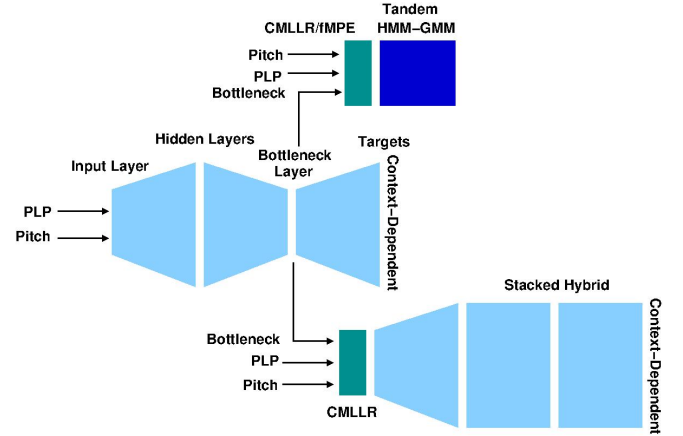 Tandem
CMLLR/fMPE HMM−GMM
Pitch
PLP
Bottleneck
Hidden Layers
Bottleneck
Layer
Targets
Input Layer
Context−Dependent
PLP
Pitch
Stacked Hybrid
Bottleneck
PLP
Pitch
CMLLR
Context−Dependent